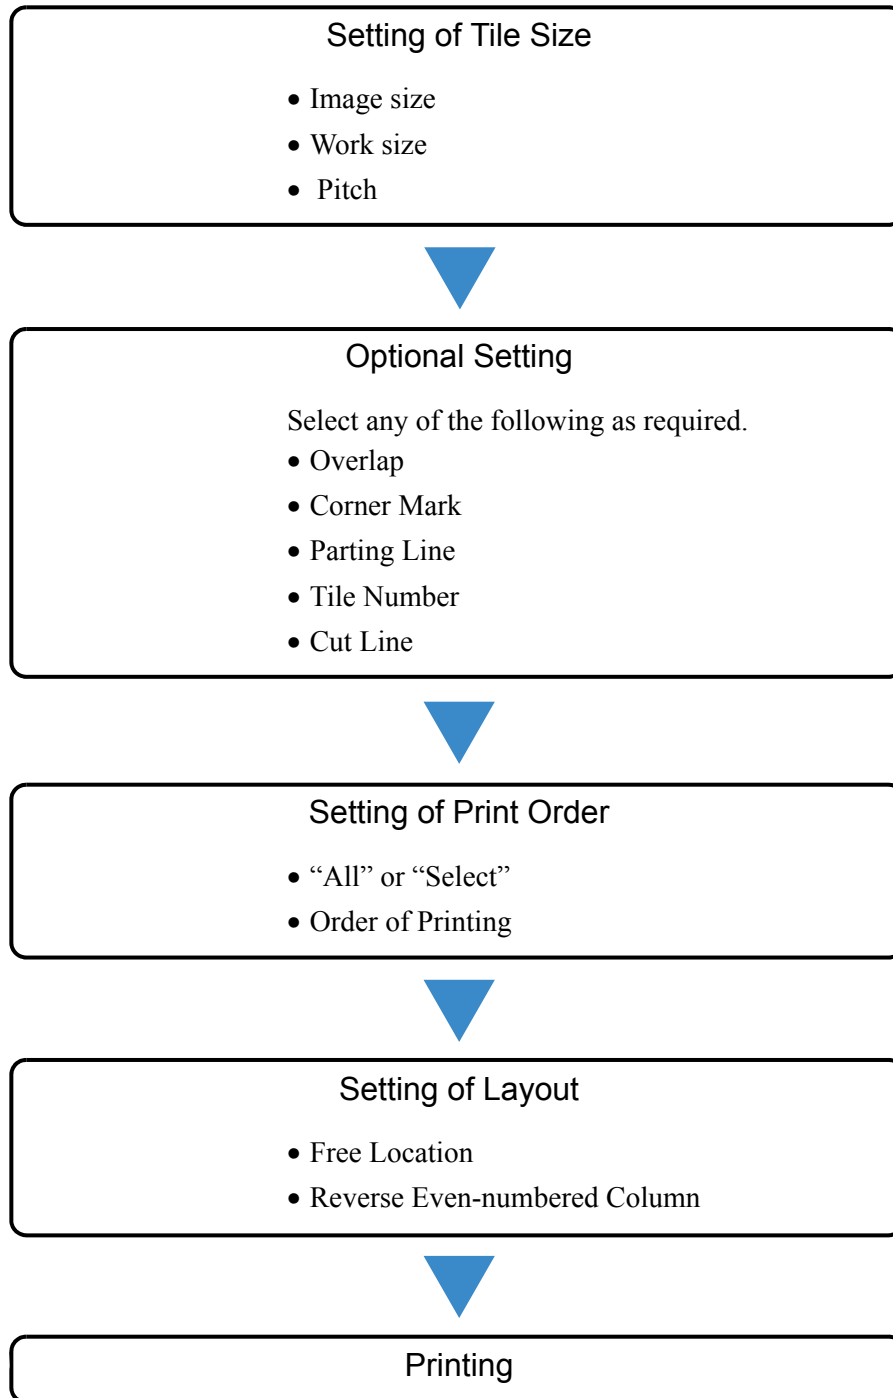 Setting of Tile Size
• Image size
• Work size
• Pitch
Optional Setting
Select any of the following as required.
• Overlap
• Corner Mark
• Parting Line
• Tile Number
• Cut Line
Setting of Print Order
• “All” or “Select”
• Order of Printing
Setting of Layout
• Free Location
• Reverse Even-numbered Column
Printing